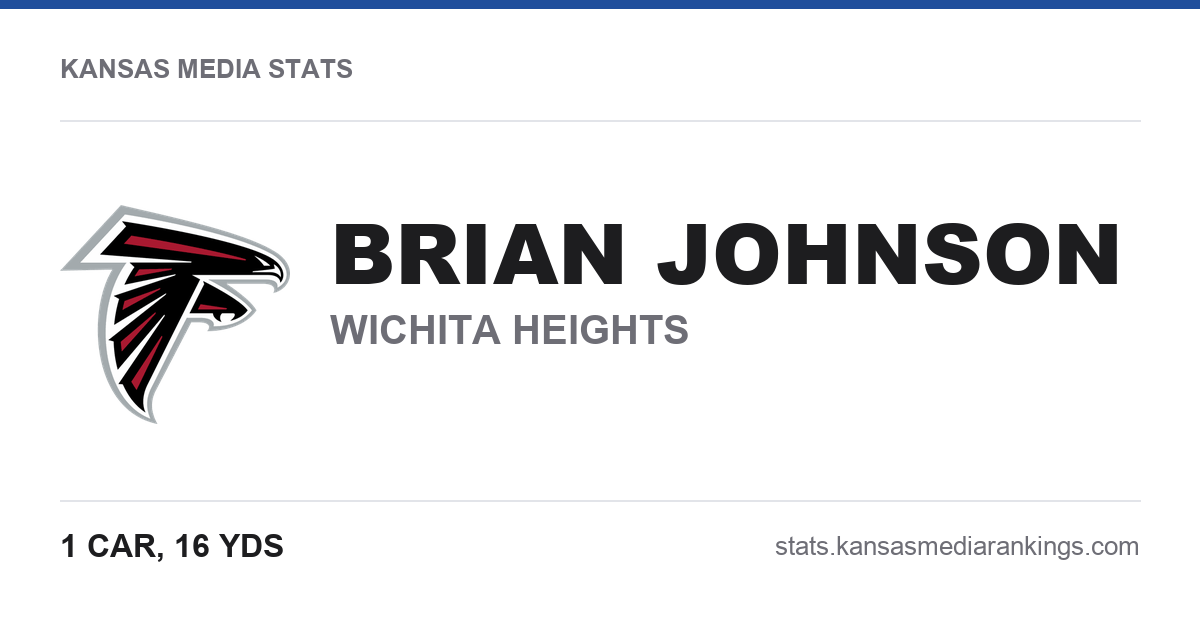 KANSAS MEDIA STATS
BRIAN JOHNSON
WICHITA HEIGHTS
1 CAR, 16 YDS
stats.kansasmediarankings.com